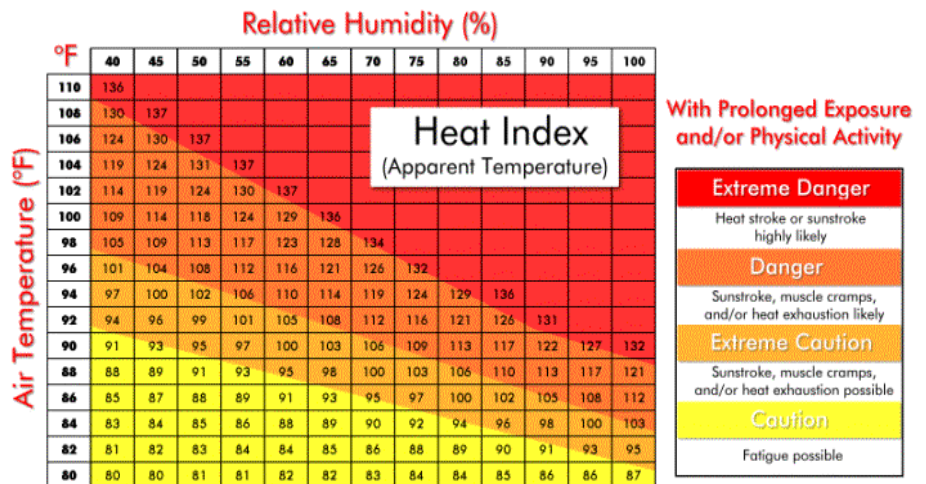 Relative Humidity (%)
°F 40 45 50 55 60 65 70 75 80 85 90 95 100
110 136
108 130 137
106 124 130 137
104 119 124 131 137
102 114 119 124 130 137
100 109 114 118 124 129 136
98 105 109 113 117 123 128 134
96 101 104 108 112 116 121 126 132
94 97 100 102 106 110 114 119 124 129 136
92 94 96 99 101 105 108 112 116 121 126 131
90 91 93 95 97 100 103 106 109 113 117 122 127 132
88 88 89 91 93 95 98 100 103 106 110 113 117 121
86 85 87 88 89 91 93 95 97 100 102 105 108 112
84 83 84 85 86 88 89 90 92 94 96 98 100 103
82 81 82 83 84 84 85 86 88 89 90 91 93 95
80 80 80 81 81 82 82 83 84 84 85 86 86 87
Air Temperature (°F)
Heat Index
(Apparent Temperature)
With Prolonged Exposure
and/or Physical Activity
Extreme Danger
Heat stroke or sunstroke
highly likely
Danger
Sunstroke, muscle cramps,
and/or heat exhaustion likely
Extreme Caution
Sunstroke, muscle cramps,
and/or heat exhaustion possible
Caution
Fatigue possible